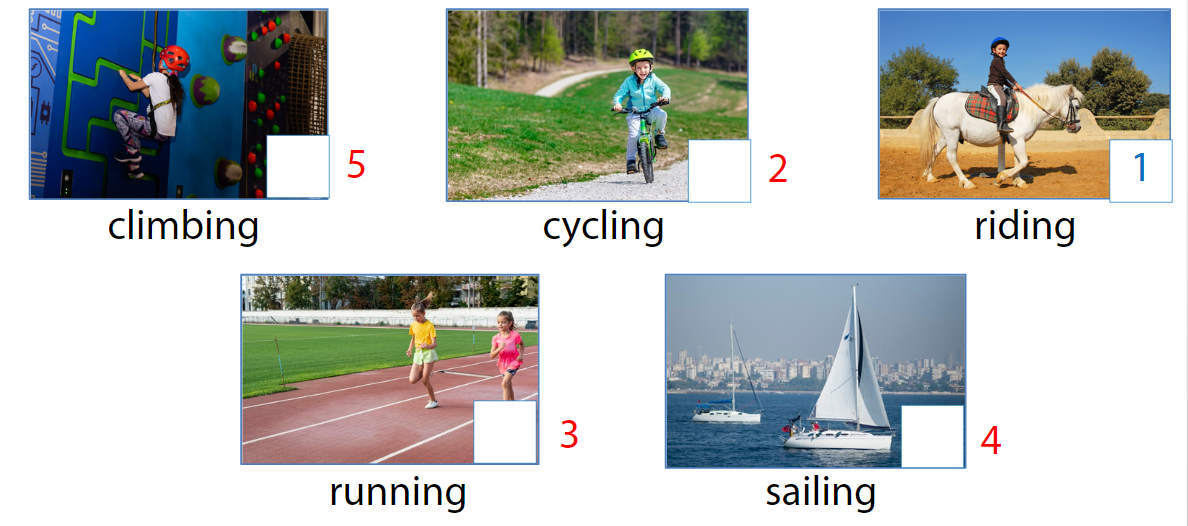 5
2
1
climbing
cycling
riding
3
4
running
sailing